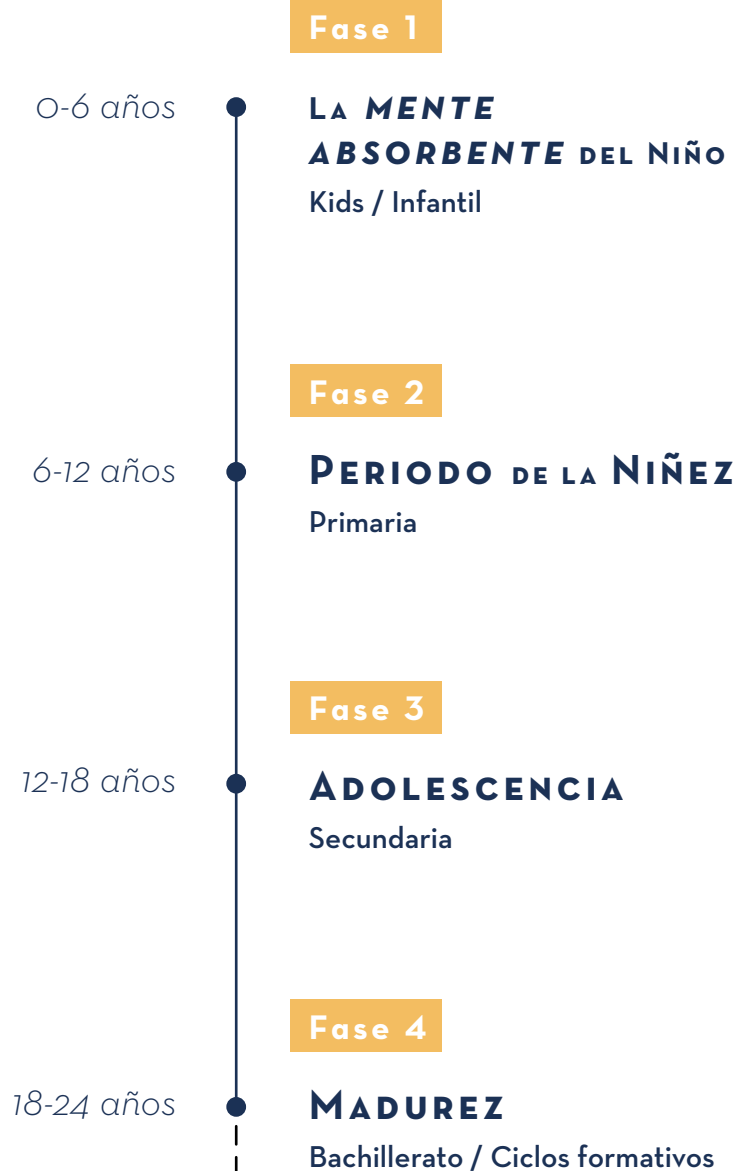 Fase 1
0-6 años
La MENTE
ABSORBENTE del Niño
Kids / Infantil
Fase 2
6-12 años
Periodo de la Niñez
Primaria
Fase 3
12-18 años
Adolescencia
Secundaria
Fase 4
18-24 años
Madurez
Bachillerato / Ciclos formativos